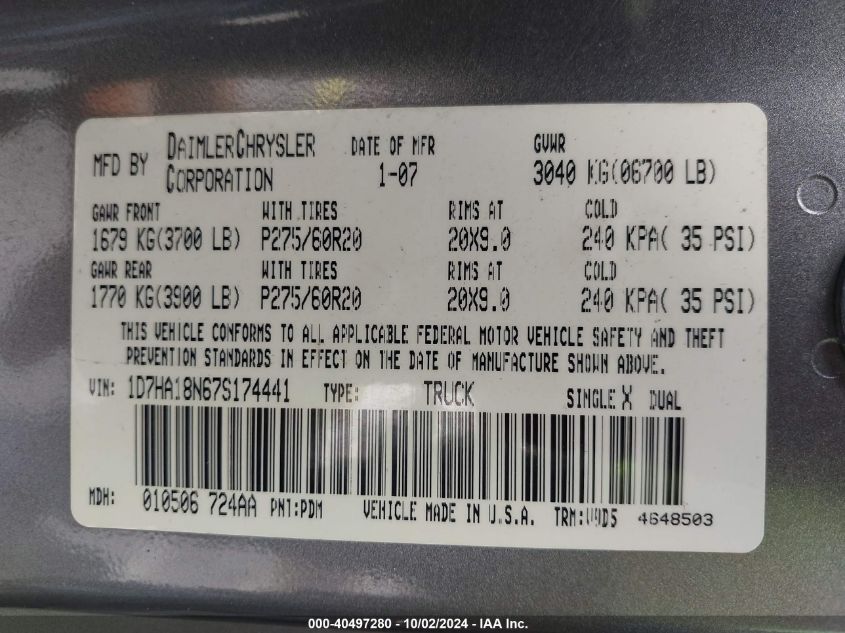 MFD BY DAIMLERCHRYSLER CORPORATION DATE OF MFR 1-07 GVWR 3040 KG(06700 LB)
GAWR FRONT WITH TIRES RIMS AT COLD
1679 KG(3700 LB) P275/60R20 20X9.0 240 KPA( 35 PSI)
GAWR REAR WITH TIRES RIMS AT COLD
1770 KG(3900 LB) P275/60R20 20X9.0 240 KPA( 35 PSI)
THIS VEHICLE CONFORMS TO ALL APPLICABLE FEDERAL MOTOR VEHICLE SAFETY AND THEFT
PREVENTION STANDARDS IN EFFECT ON THE DATE OF MANUFACTURE SHOWN ABOVE.
VIN: 1D7HA18N67S174441 TYPE: TRUCK SINGLE X DUAL
MDH: 010506 724AA PNT:PDM VEHICLE MADE IN U.S.A. TRM: 4648503
000-40497280 - 10/02/2024 - IAA Inc.